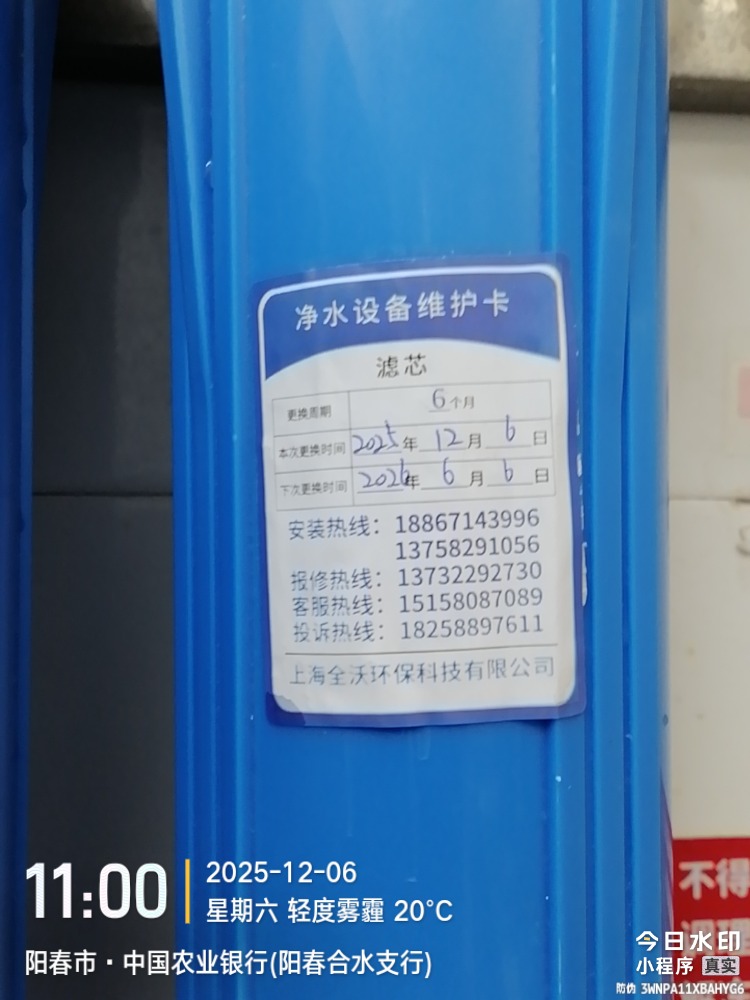 净水设备维护卡
滤芯
更换周期 6个月
本次更换时间 2025年12月6日
下次更换时间 2026年6月6日
安装热线：18867143996
13758291056
报修热线：13732292730
客服热线：15158087089
投诉热线：18258897611
上海全沃环保科技有限公司
不得
11:00
2025-12-06
星期六 轻度雾霾 20°C
阳春市·中国农业银行(阳春合水支行)
今日水印
小程序 真实
防伪 3WNPA11XBAHYG6